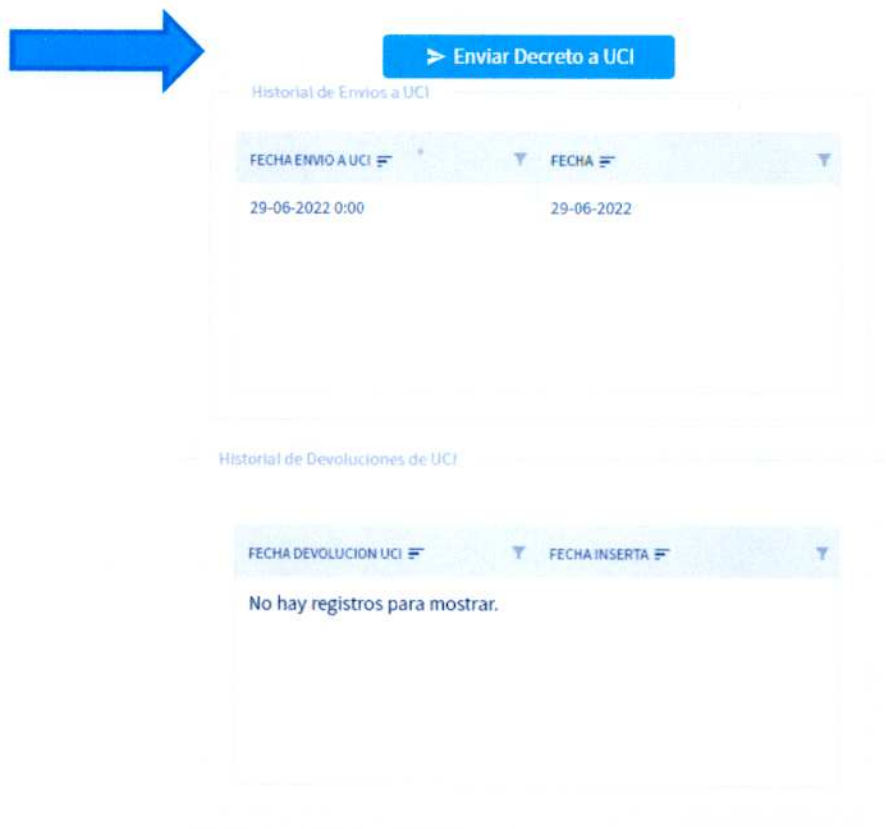 Enviar Decreto a UCI
Historial de Envios a UCI
FECHA ENVIO A UCI FECHA
29-06-2022 0:00 29-06-2022
Historial de Devoluciones de UCI
FECHA DEVOLUCION UCI FECHA INSERTA
No hay registros para mostrar.